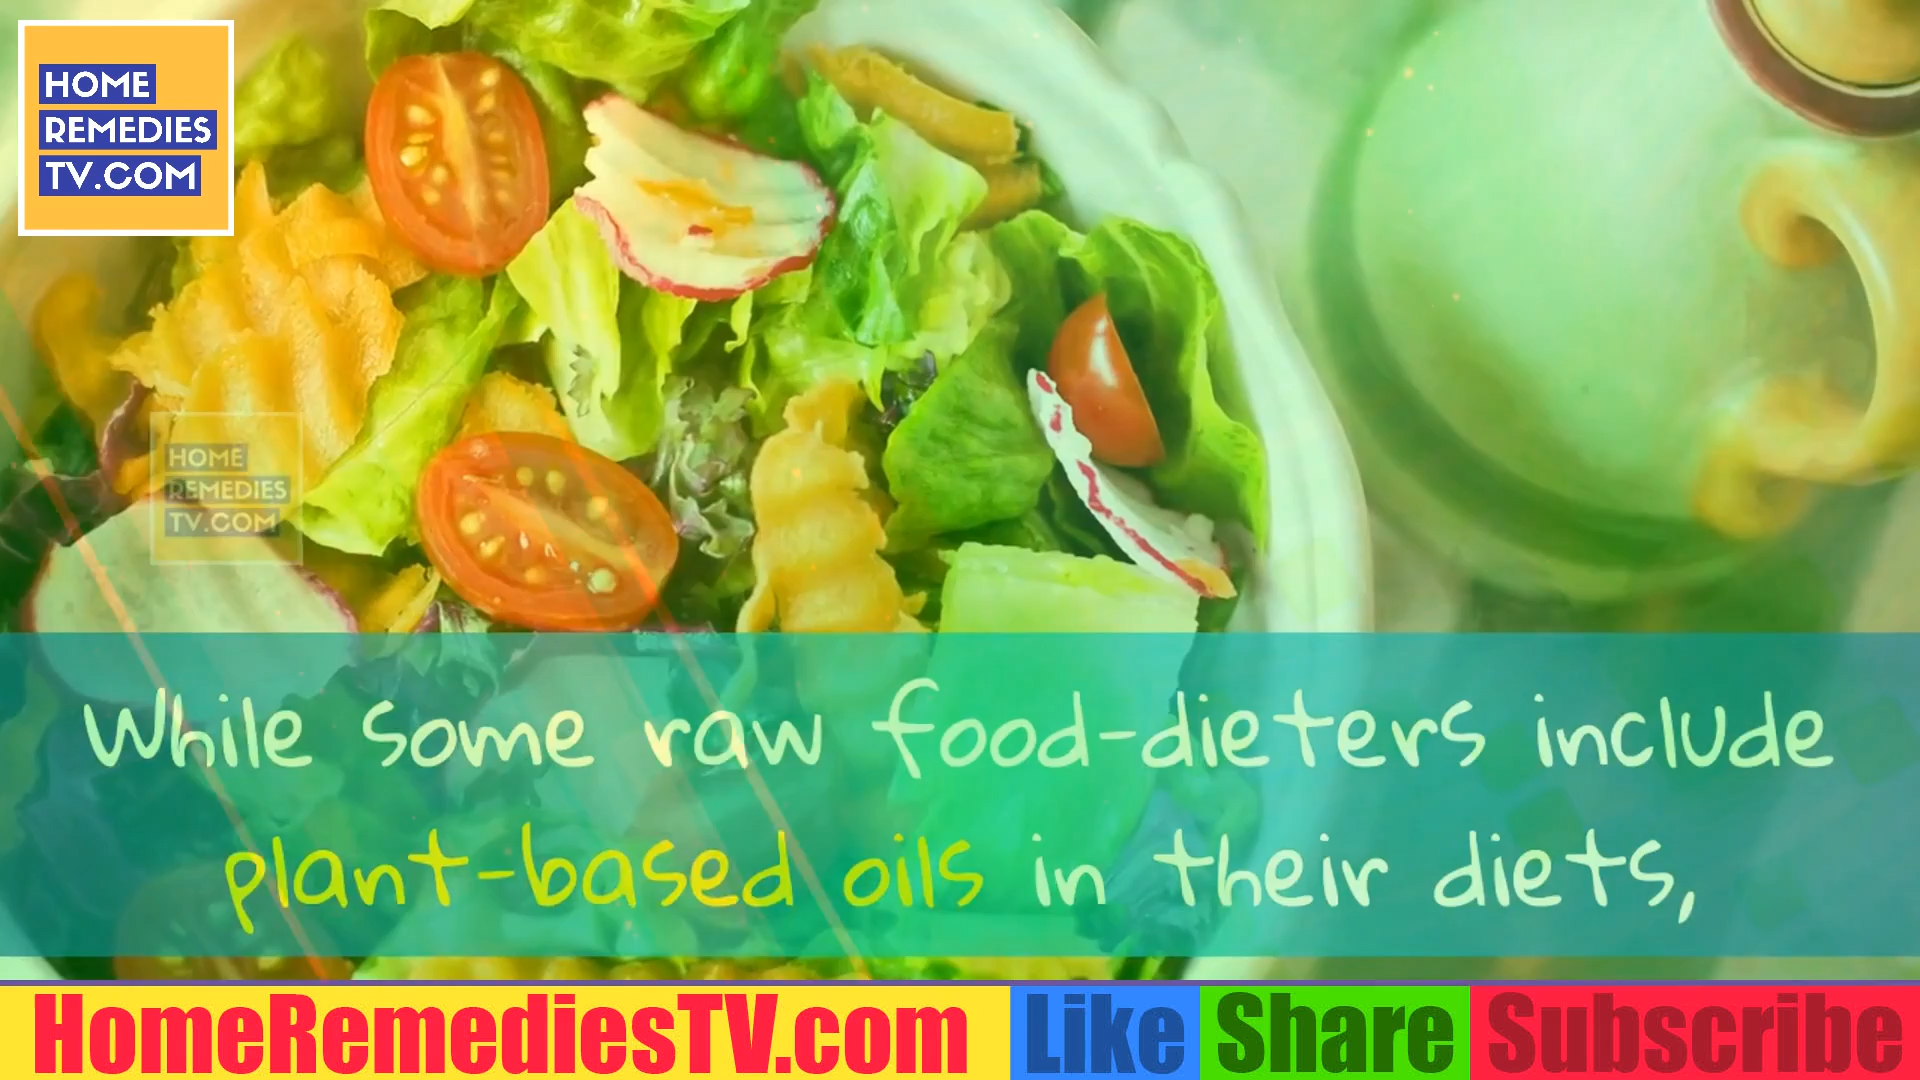 HOME
REMEDIES
TV.COM
HOME
REMEDIES
TV.COM
While some raw food-dieters include
plant-based oils in their diets,
HomeRemediesTV.com Like Share Subscribe